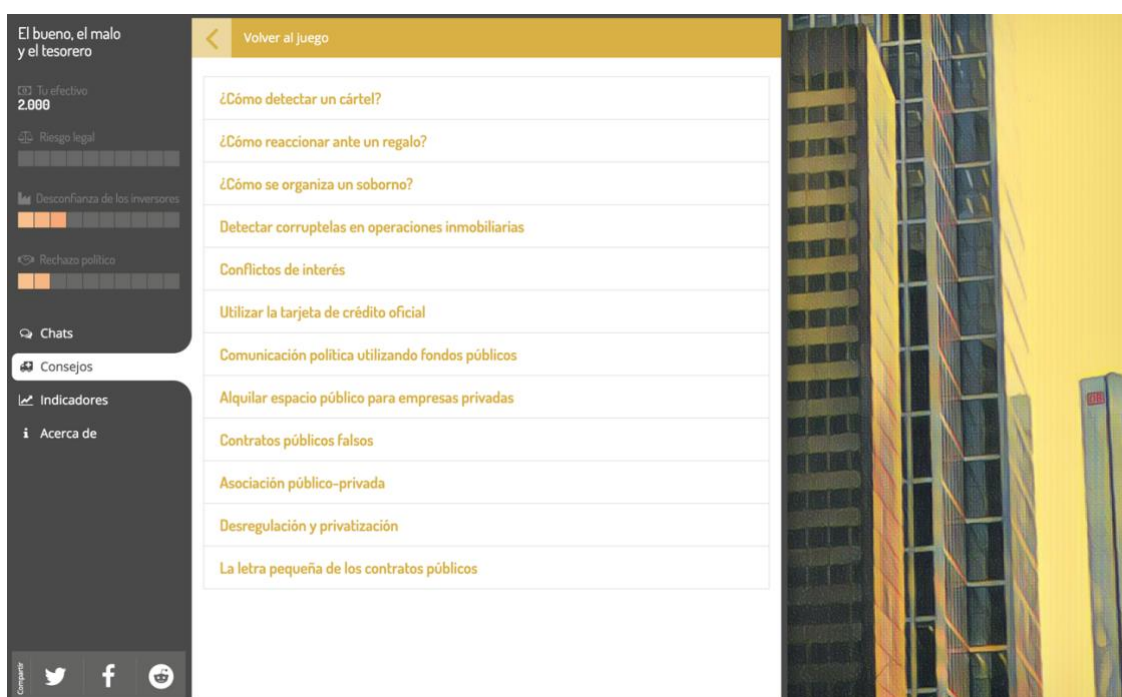 El bueno, el malo
y el tesorero
Tu efectivo
2.000
Riesgo legal
Desconfianza de los inversores
Rechazo político
Chats
Consejos
Indicadores
i Acerca de
Compartir
Volver al juego
¿Cómo detectar un cártel?
¿Cómo reaccionar ante un regalo?
¿Cómo se organiza un soborno?
Detectar corruptelas en operaciones inmobiliarias
Conflictos de interés
Utilizar la tarjeta de crédito oficial
Comunicación política utilizando fondos públicos
Alquilar espacio público para empresas privadas
Contratos públicos falsos
Asociación público-privada
Desregulación y privatización
La letra pequeña de los contratos públicos